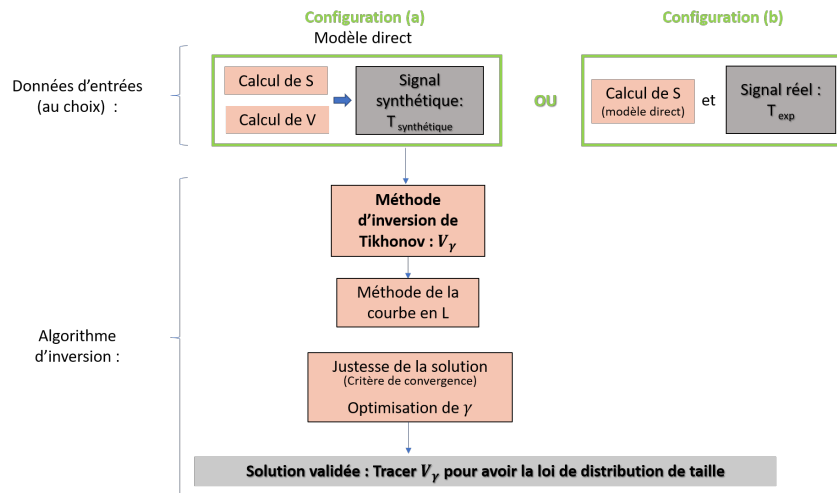 Configuration (a)
Configuration (b)
Modèle direct
Données d'entrées
(au choix) :
Calcul de S
Calcul de V
Signal
synthétique:
T synthétique
OU
Calcul de S
(modèle direct)
et
Signal réel :
T exp
Méthode
d'inversion de
Tikhonov : Vγ
Méthode de la
courbe en L
Algorithme
d'inversion :
Justesse de la solution
(Critère de convergence)
Optimisation de γ
Solution validée : Tracer Vγ pour avoir la loi de distribution de taille